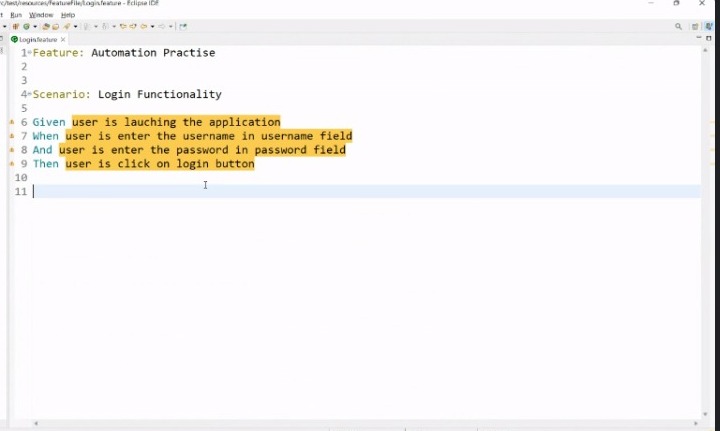 rc/test/resources/featureFile/Login.feature - Eclipse IDE
t Run Window Help
Login.feature
1 Feature: Automation Practise
2
3
4 Scenario: Login Functionality
5
6 Given user is lauching the application
7 When user is enter the username in username field
8 And user is enter the password in password field
9 Then user is click on login button
10
11